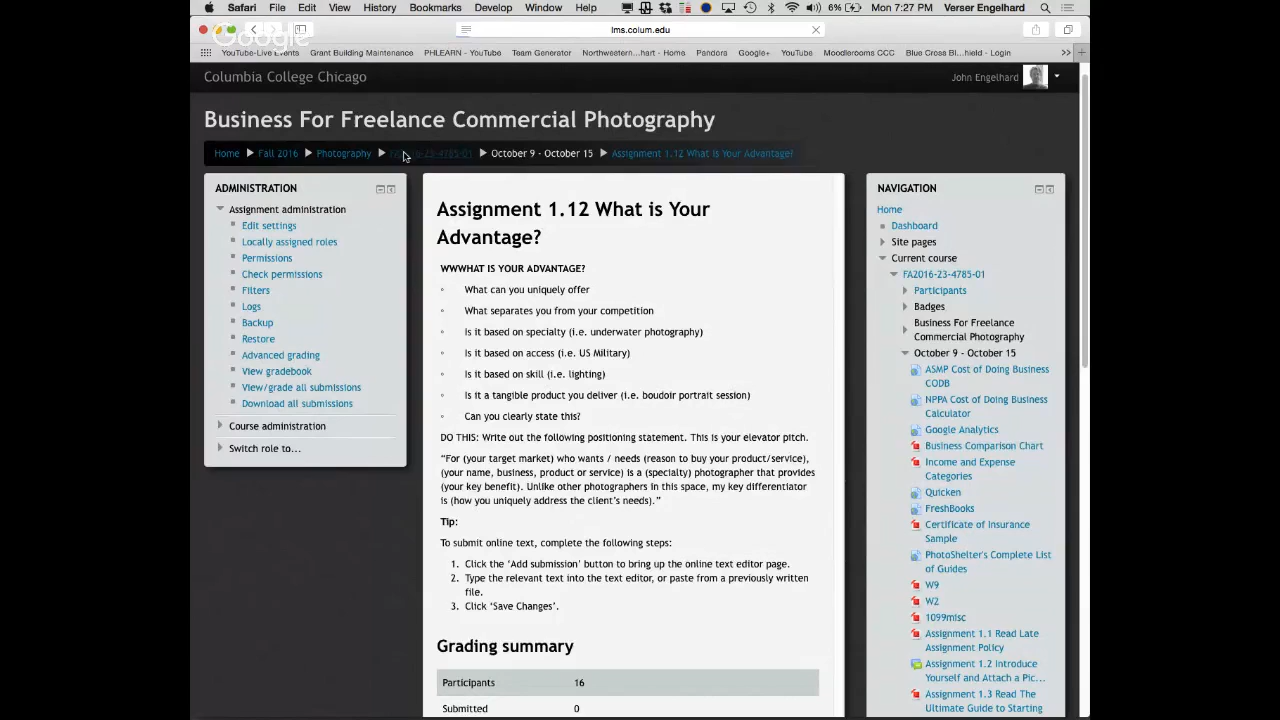 Safari File Edit View History Bookmarks Develop Window Help 6% Mon 7:27 PM Verser Engelhard
Google
lms.colum.edu
YouTube-Live Events Grant Building Maintenance PHLEARN - YouTube Team Generator Northwestern...hart - Home Pandora Google+ YouTube Moodlerooms CCC Blue Cross Bl...hield - Login
Columbia College Chicago
John Engelhard
Business For Freelance Commercial Photography
Home Fall 2016 Photography FA2016-23-4785-01 October 9 - October 15 Assignment 1.12 What is Your Advantage?
ADMINISTRATION
Assignment administration
Edit settings
Locally assigned roles
Permissions
Check permissions
Filters
Logs
Backup
Restore
Advanced grading
View gradebook
View/grade all submissions
Download all submissions
Course administration
Switch role to...
Assignment 1.12 What is Your
Advantage?
WWWHAT IS YOUR ADVANTAGE?
What can you uniquely offer
What separates you from your competition
Is it based on specialty (i.e. underwater photography)
Is it based on access (i.e. US Military)
Is it based on skill (i.e. lighting)
Is it a tangible product you deliver (i.e. boudoir portrait session)
Can you clearly state this?
DO THIS: Write out the following positioning statement. This is your elevator pitch.
“For (your target market) who wants / needs (reason to buy your product/service),
(your name, business, product or service) is a (specialty) photographer that provides
(your key benefit). Unlike other photographers in this space, my key differentiator
is (how you uniquely address the client’s needs).”
Tip:
To submit online text, complete the following steps:
1. Click the 'Add submission' button to bring up the online text editor page.
2. Type the relevant text into the text editor, or paste from a previously written
file.
3. Click ‘Save Changes’.
Grading summary
Participants 16
Submitted 0
NAVIGATION
Home
Dashboard
Site pages
Current course
FA2016-23-4785-01
Participants
Badges
Business For Freelance
Commercial Photography
October 9 - October 15
ASMP Cost of Doing Business
CODB
NPPA Cost of Doing Business
Calculator
Google Analytics
Business Comparison Chart
Income and Expense
Categories
Quicken
FreshBooks
Certificate of Insurance
Sample
PhotoShelter's Complete List
of Guides
W9
W2
1099misc
Assignment 1.1 Read Late
Assignment Policy
Assignment 1.2 Introduce
Yourself and Attach a Pic...
Assignment 1.3 Read The
Ultimate Guide to Starting